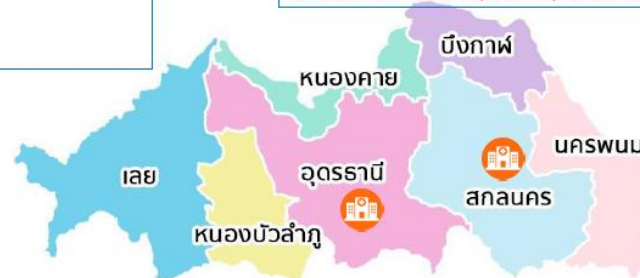 บึงกาฬ
หนองคาย
นครพนม
เลย
อุดรธานี
สกลนคร
หนองบัวลำภู